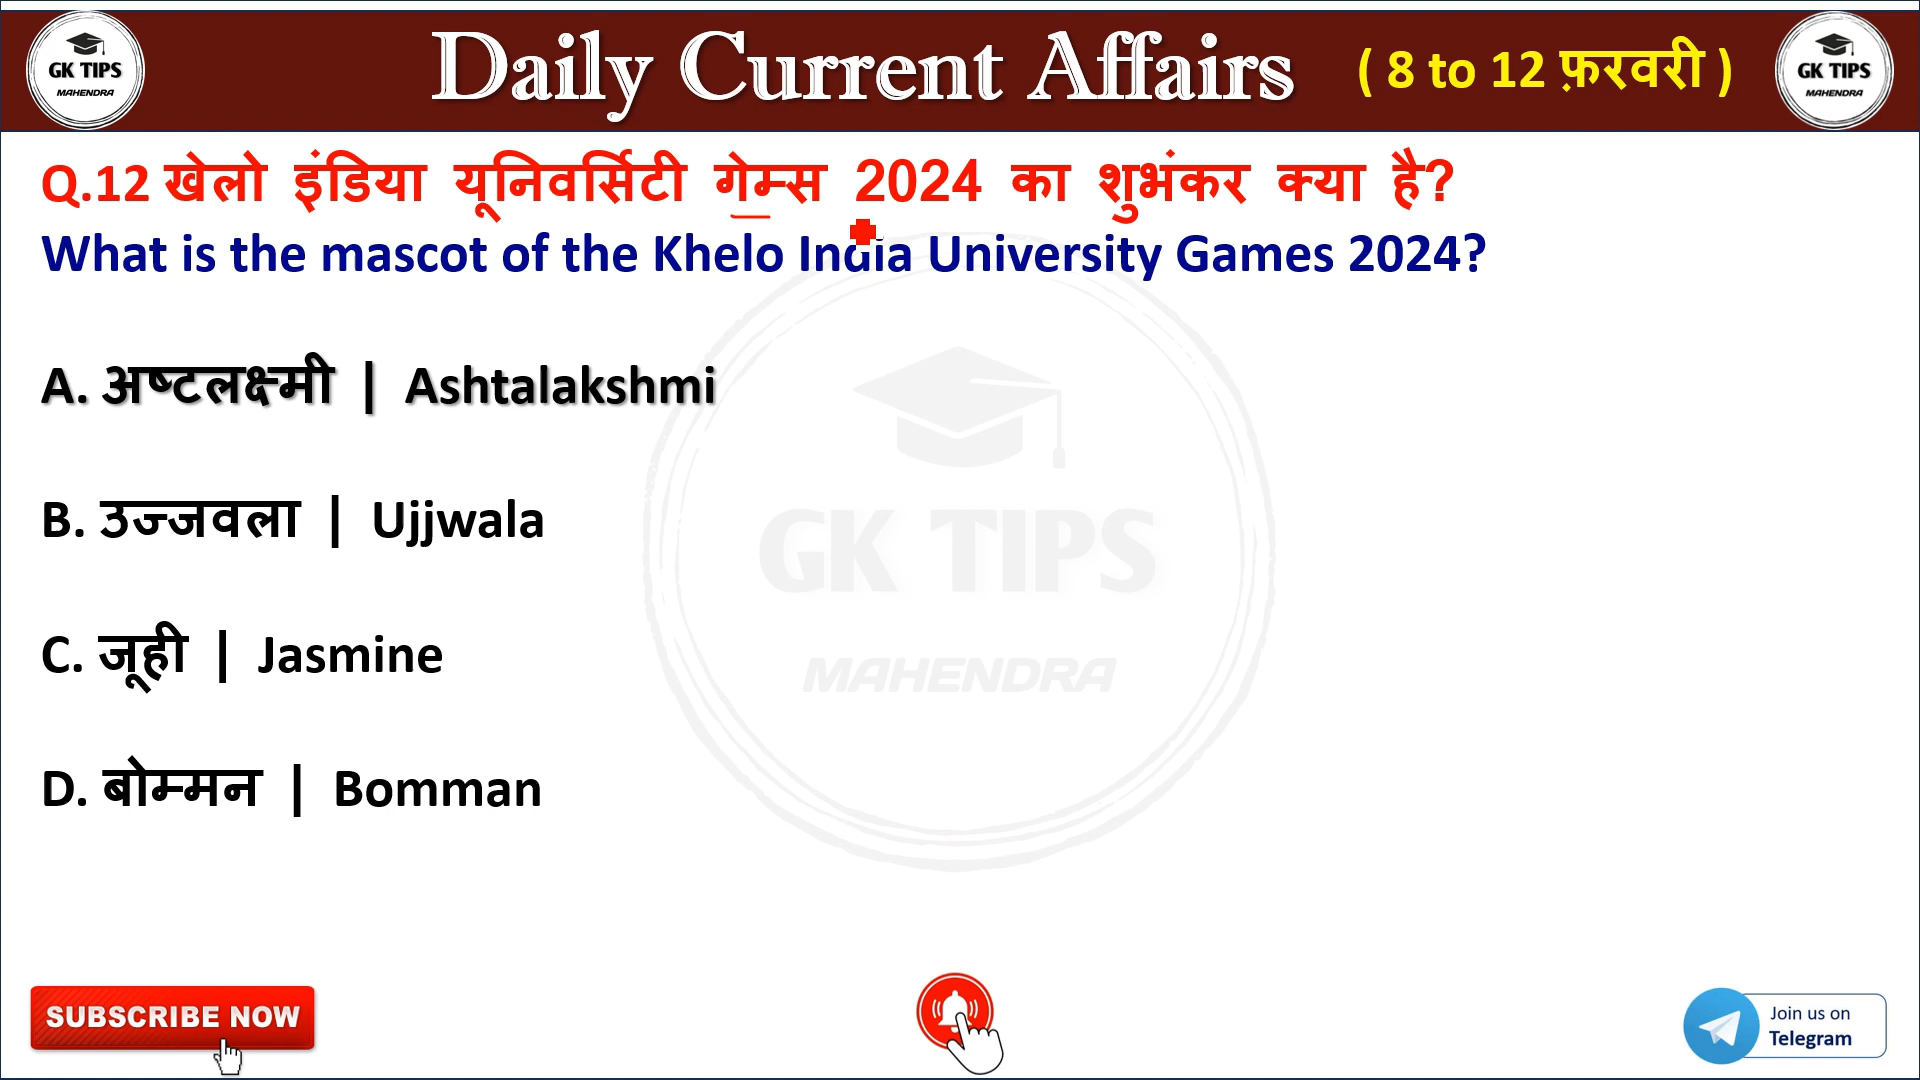 GK TIPS
MAHENDRA
Daily Current Affairs
( 8 to 12 फ़रवरी )
GK TIPS
MAHENDRA
Q.12 खेलो इंडिया यूनिवर्सिटी गेम्स 2024 का शुभंकर क्या है?
What is the mascot of the Khelo India University Games 2024?
A. अष्टलक्ष्मी | Ashtalakshmi
B. उज्जवला | Ujjwala
C. जूही | Jasmine
D. बोम्मन | Bomman
GK TIPS
MAHENDRA
SUBSCRIBE NOW
Join us on
Telegram